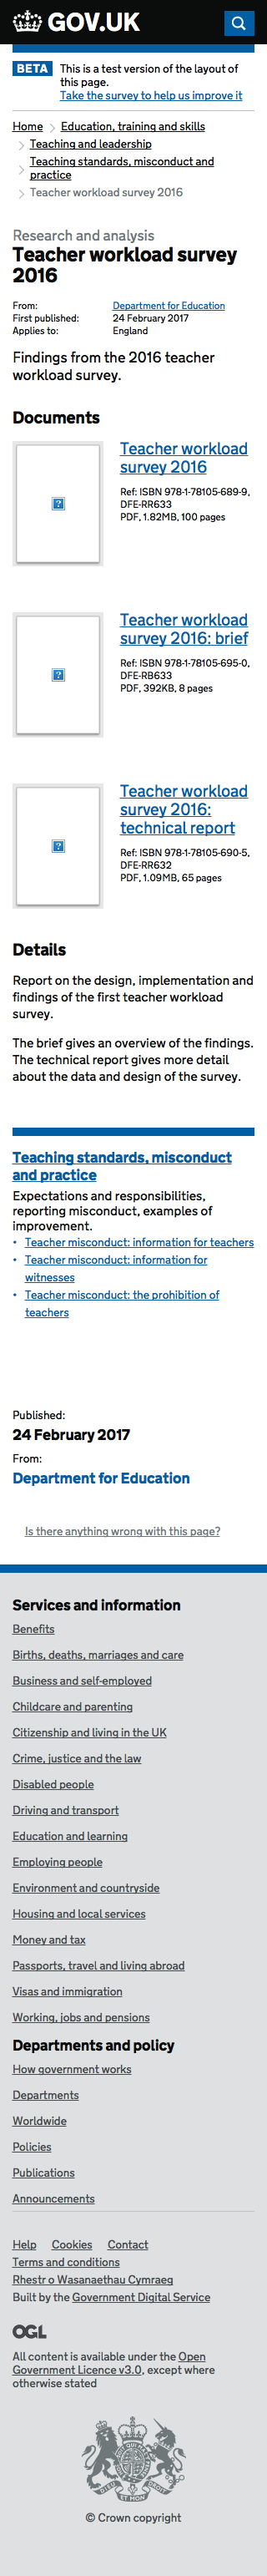 GOV.UK
BETA
This is a test version of the layout of
this page.
Take the survey to help us improve it
Home
Education, training and skills
Teaching and leadership
Teaching standards, misconduct and
practice
Teacher workload survey 2016
Research and analysis
Teacher workload survey
2016
From:
Department for Education
First published:
24 February 2017
Applies to:
England
Findings from the 2016 teacher
workload survey.
Documents
Teacher workload
survey 2016
Ref: ISBN 978-1-78105-689-9,
DFE-RR633
PDF, 1.82MB, 100 pages
Teacher workload
survey 2016: brief
Ref: ISBN 978-1-78105-695-0,
DFE-RB633
PDF, 392KB, 8 pages
Teacher workload
survey 2016:
technical report
Ref: ISBN 978-1-78105-690-5,
DFE-RR632
PDF, 1.09MB, 65 pages
Details
Report on the design, implementation and
findings of the first teacher workload
survey.
The brief gives an overview of the findings.
The technical report gives more detail
about the data and design of the survey.
Teaching standards, misconduct
and practice
Expectations and responsibilities,
reporting misconduct, examples of
improvement.
• Teacher misconduct: information for teachers
• Teacher misconduct: information for
witnesses
• Teacher misconduct: the prohibition of
teachers
Published:
24 February 2017
From:
Department for Education
Is there anything wrong with this page?
Services and information
Benefits
Births, deaths, marriages and care
Business and self-employed
Childcare and parenting
Citizenship and living in the UK
Crime, justice and the law
Disabled people
Driving and transport
Education and learning
Employing people
Environment and countryside
Housing and local services
Money and tax
Passports, travel and living abroad
Visas and immigration
Working, jobs and pensions
Departments and policy
How government works
Departments
Worldwide
Policies
Publications
Announcements
Help Cookies Contact
Terms and conditions
Rhestr o Wasanaethau Cymraeg
Built by the Government Digital Service
OGL
All content is available under the Open
Government Licence v3.0, except where
otherwise stated
© Crown copyright